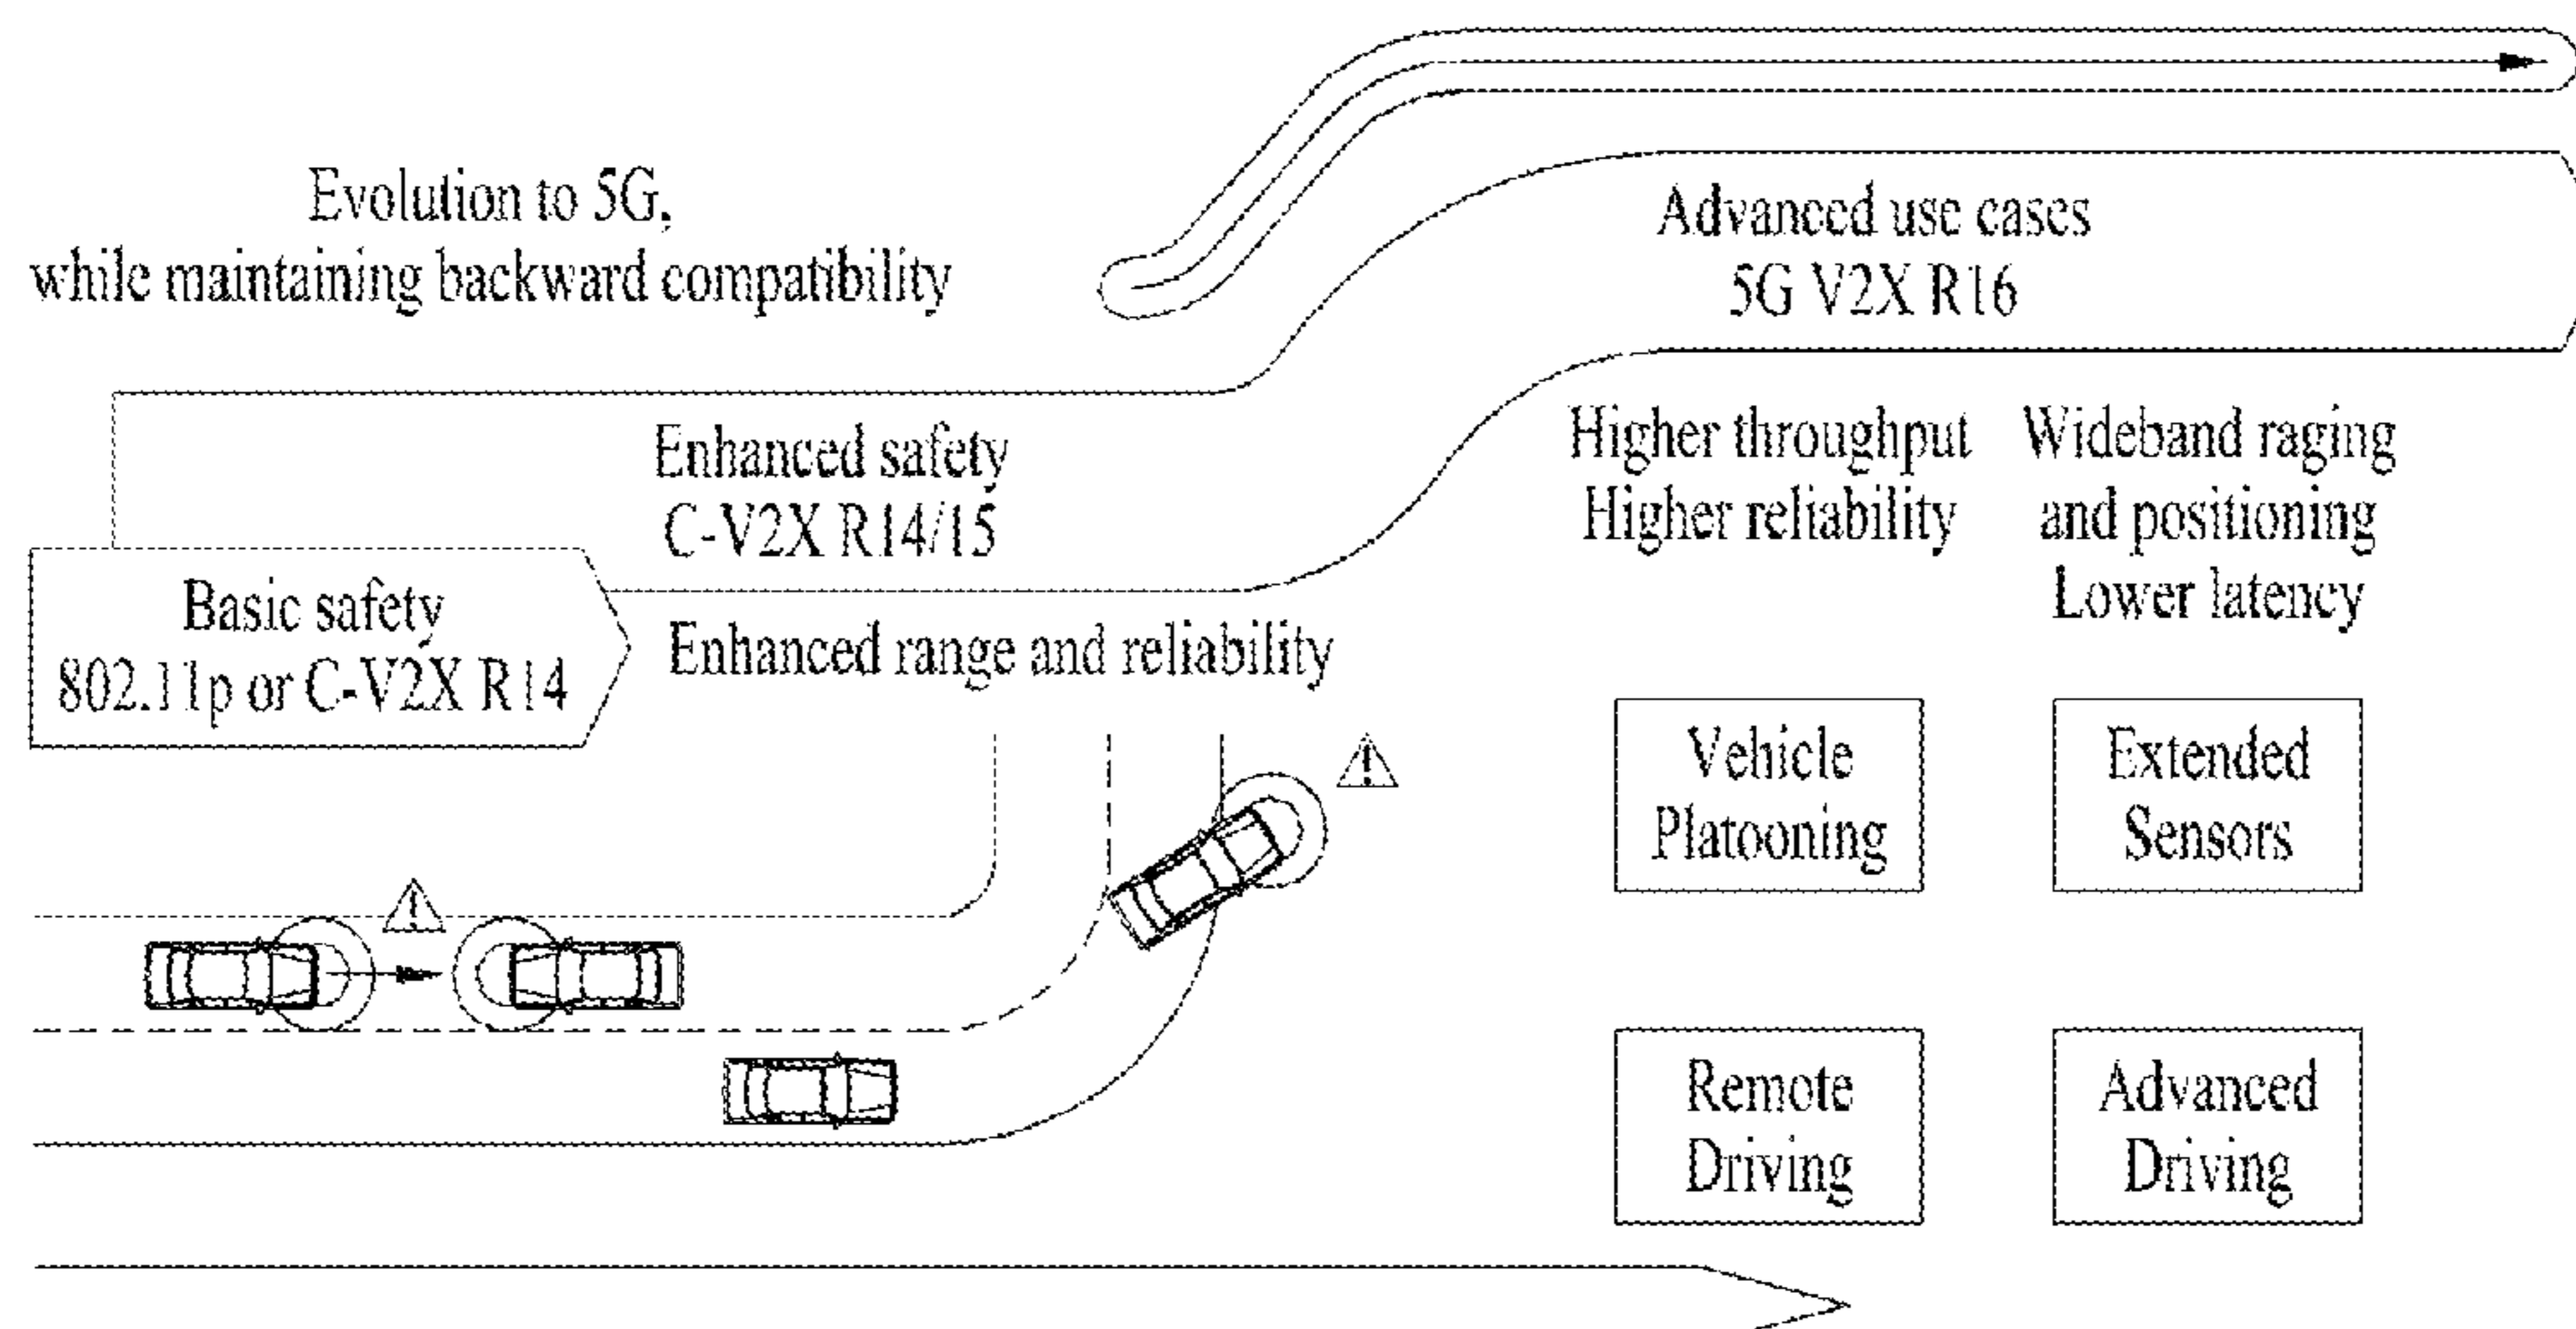 Evolution to 5G,
while maintaining backward compatibility
Advanced use cases
5G V2X R16
Enhanced safety
C-V2X R14/15
Basic safety
802.11p or C-V2X R14
Enhanced range and reliability
Higher throughput
Higher reliability
Wideband raging
and positioning
Lower latency
Vehicle
Platooning
Extended
Sensors
Remote
Driving
Advanced
Driving